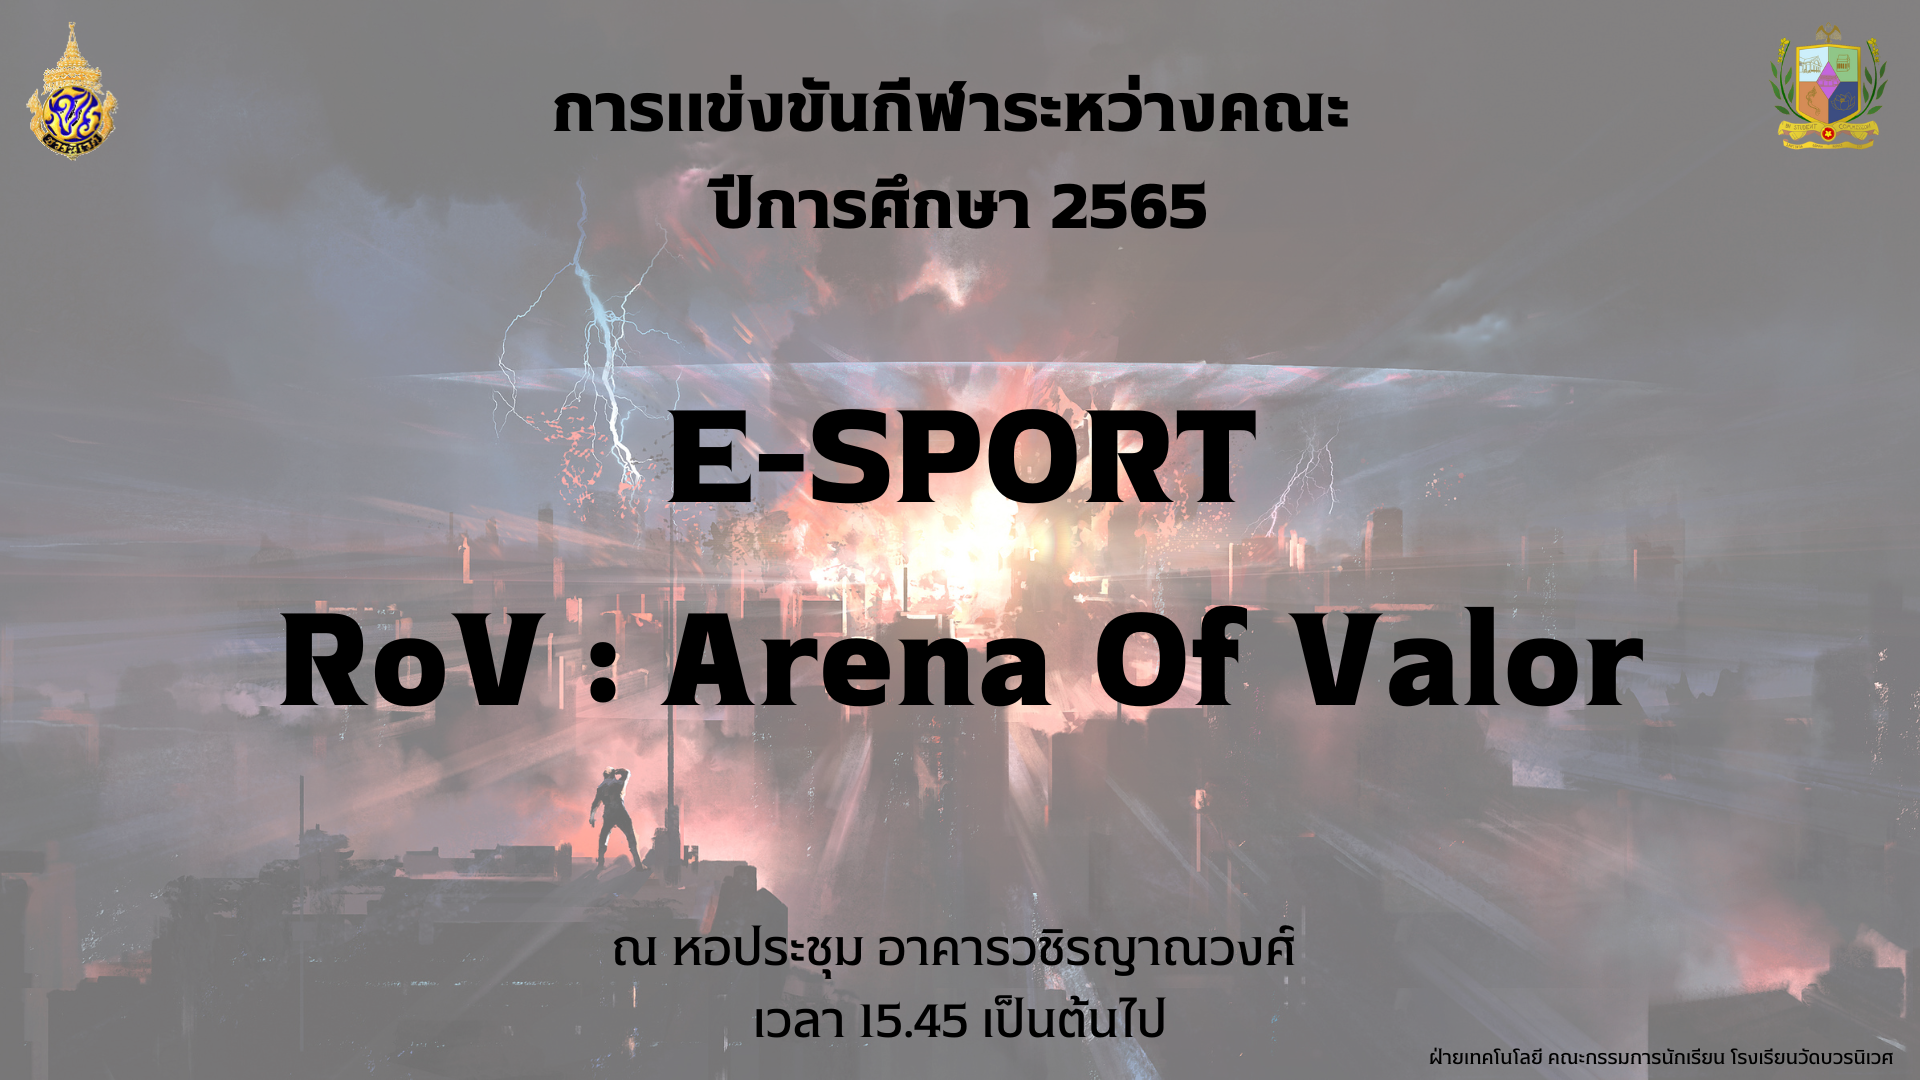 การแข่งขันกีฬาระหว่างคณะ
ปีการศึกษา 2565
E-SPORT
RoV : Arena Of Valor
ณ หอประชุม อาคารวชิรญาณวงศ์
เวลา 15.45 เป็นต้นไป
ฝ่ายเทคโนโลยี คณะกรรมการนักเรียน โรงเรียนวัดบวรนิเวศ